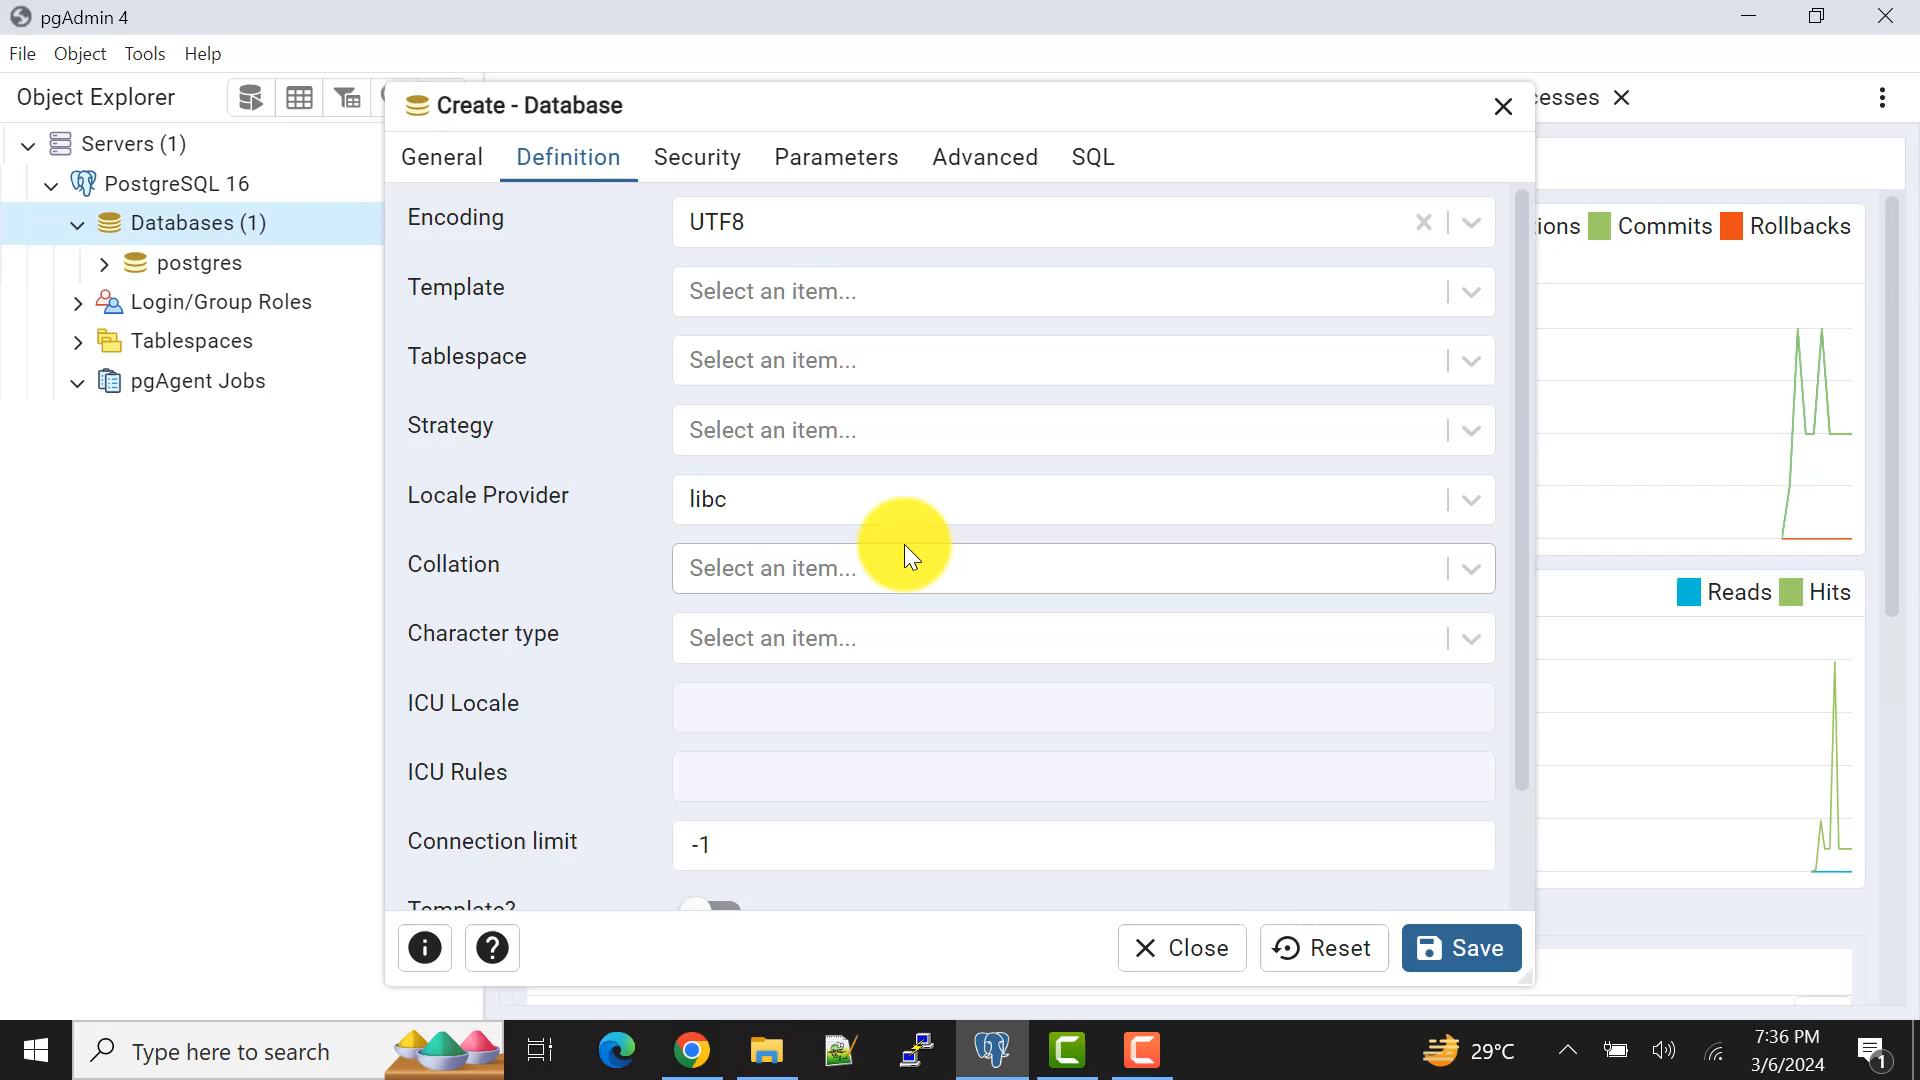 pgAdmin 4
File Object Tools Help
Object Explorer
Servers (1)
PostgreSQL 16
Databases (1)
postgres
Login/Group Roles
Tablespaces
pgAgent Jobs
Create - Database
General Definition Security Parameters Advanced SQL
Encoding UTF8
Template Select an item...
Tablespace Select an item...
Strategy Select an item...
Locale Provider libc
Collation Select an item...
Character type Select an item...
ICU Locale
ICU Rules
Connection limit -1
Template?
Close Reset Save
cesses
ions Commits Rollbacks
Reads Hits
Type here to search
29°C
7:36 PM
3/6/2024
1